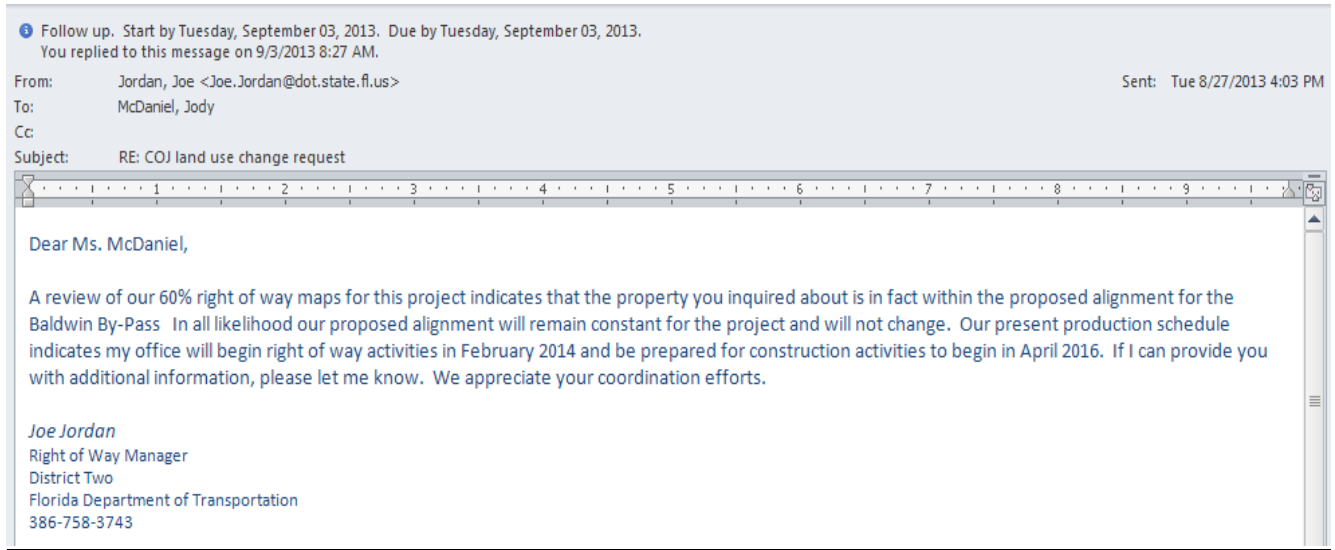 Follow up.  Start by Tuesday, September 03, 2013.  Due by Tuesday, September 03, 2013.
You replied to this message on 9/3/2013 8:27 AM.
From: Jordan, Joe <Joe.Jordan@dot.state.fl.us> Sent: Tue 8/27/2013 4:03 PM
To: McDaniel, Jody
Cc:
Subject: RE: COJ land use change request
1 2 3 4 5 6 7 8 9
Dear Ms. McDaniel,
A review of our 60% right of way maps for this project indicates that the property you inquired about is in fact within the proposed alignment for the
Baldwin By-Pass   In all likelihood our proposed alignment will remain constant for the project and will not change.  Our present production schedule
indicates my office will begin right of way activities in February 2014 and be prepared for construction activities to begin in April 2016.  If I can provide you
with additional information, please let me know.  We appreciate your coordination efforts.
Joe Jordan
Right of Way Manager
District Two
Florida Department of Transportation
386-758-3743